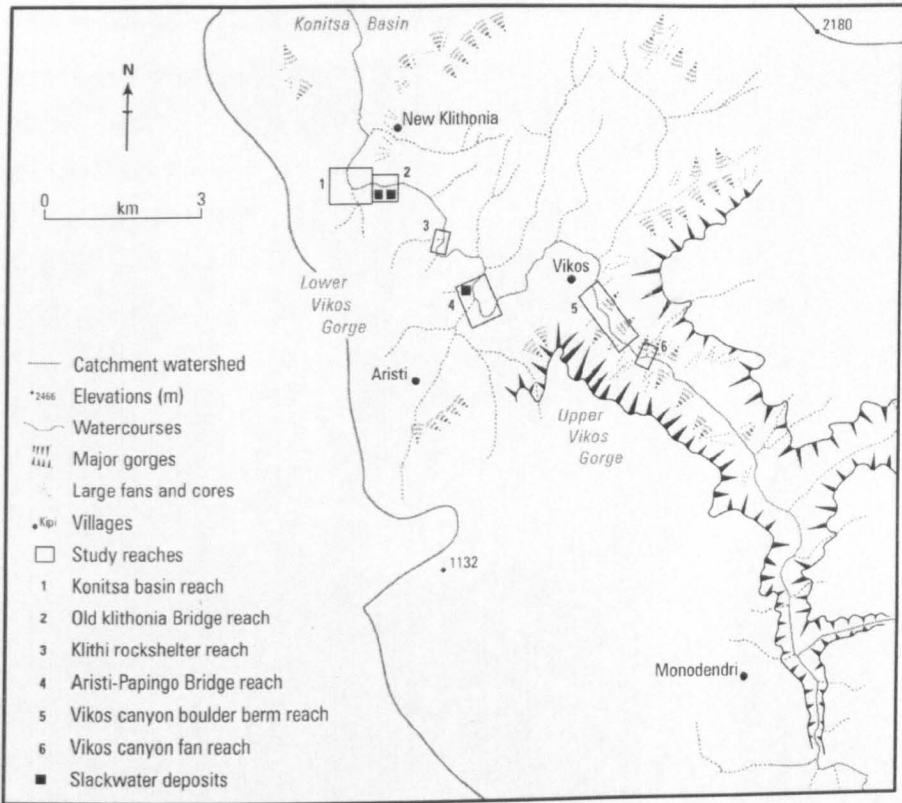 Konitsa Basin
2180
N
New Klithonia
1
2
0 3
km
3
Vikos
Lower
Vikos
Gorge
4
5
6
Aristi
Upper
Vikos
Gorge
Catchment watershed
2466 Elevations (m)
Watercourses
Major gorges
Large fans and cores
Kipi Villages
Study reaches
1132
1 Konitsa basin reach
2 Old klithonia Bridge reach
3 Klithi rockshelter reach
4 Aristi-Papingo Bridge reach
Monodendri
5 Vikos canyon boulder berm reach
6 Vikos canyon fan reach
Slackwater deposits